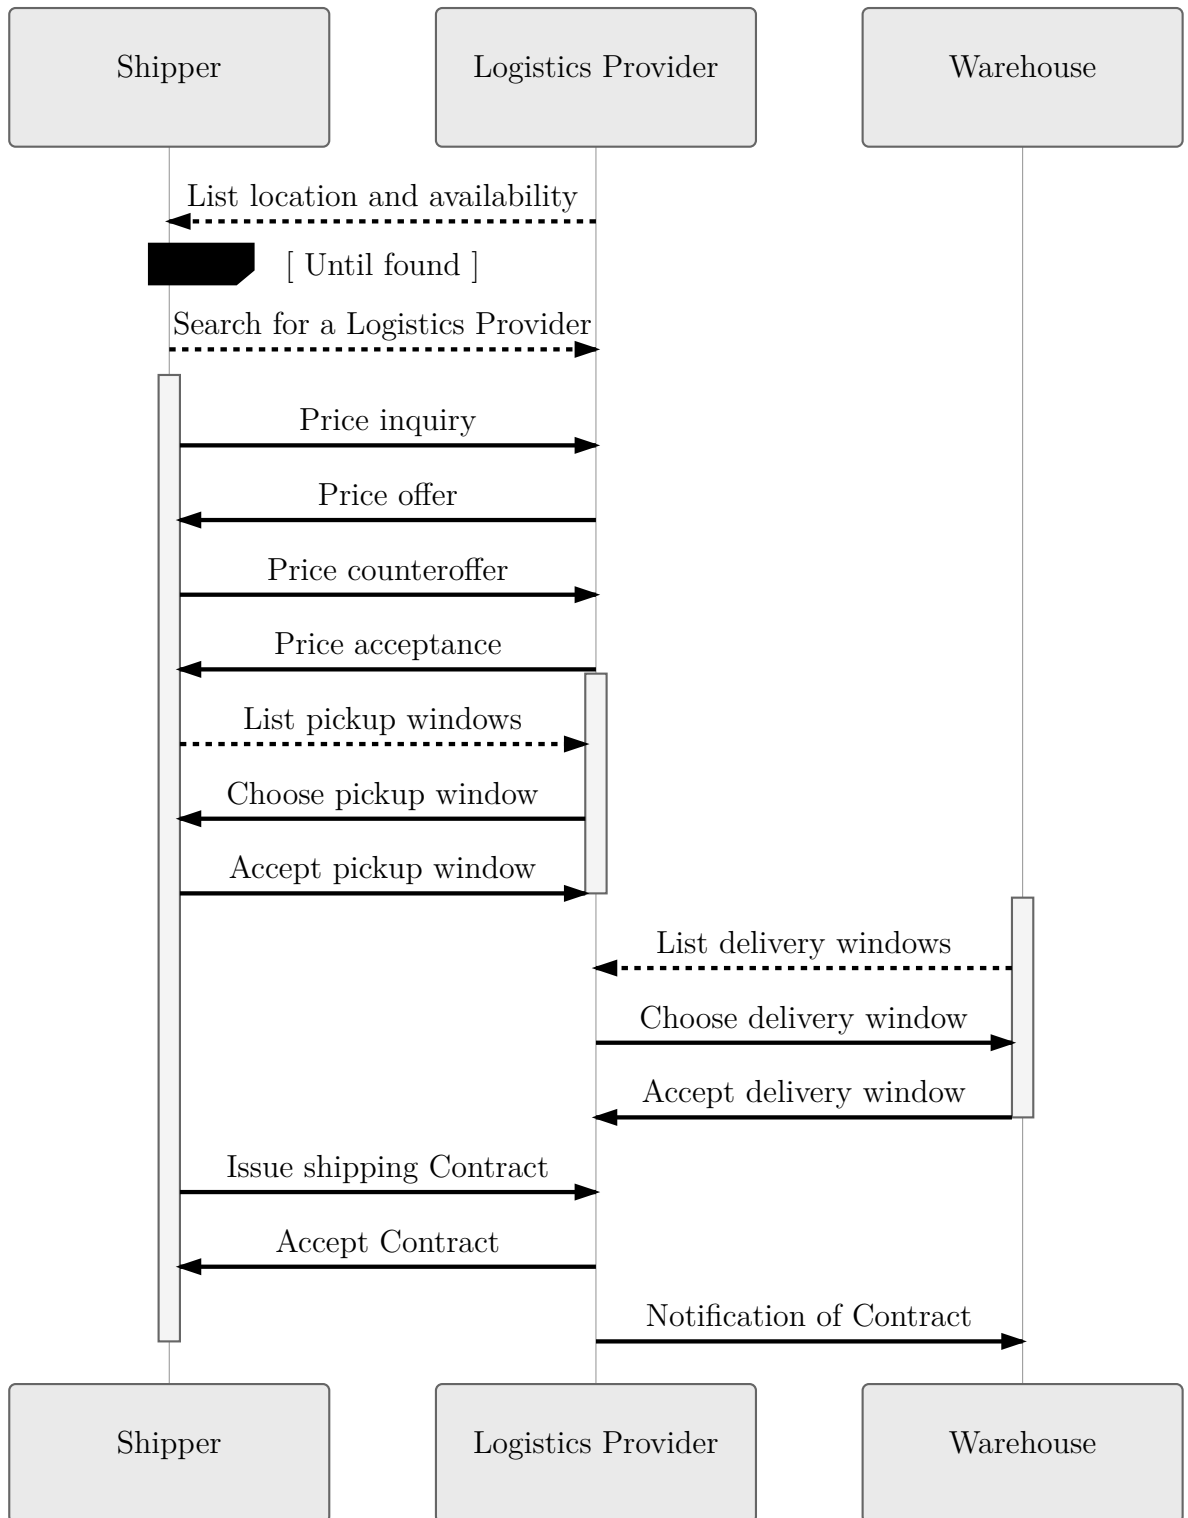 Shipper
Logistics Provider
Warehouse
List location and availability
[ Until found ]
Search for a Logistics Provider
Price inquiry
Price offer
Price counteroffer
Price acceptance
List pickup windows
Choose pickup window
Accept pickup window
List delivery windows
Choose delivery window
Accept delivery window
Issue shipping Contract
Accept Contract
Notification of Contract
Shipper
Logistics Provider
Warehouse